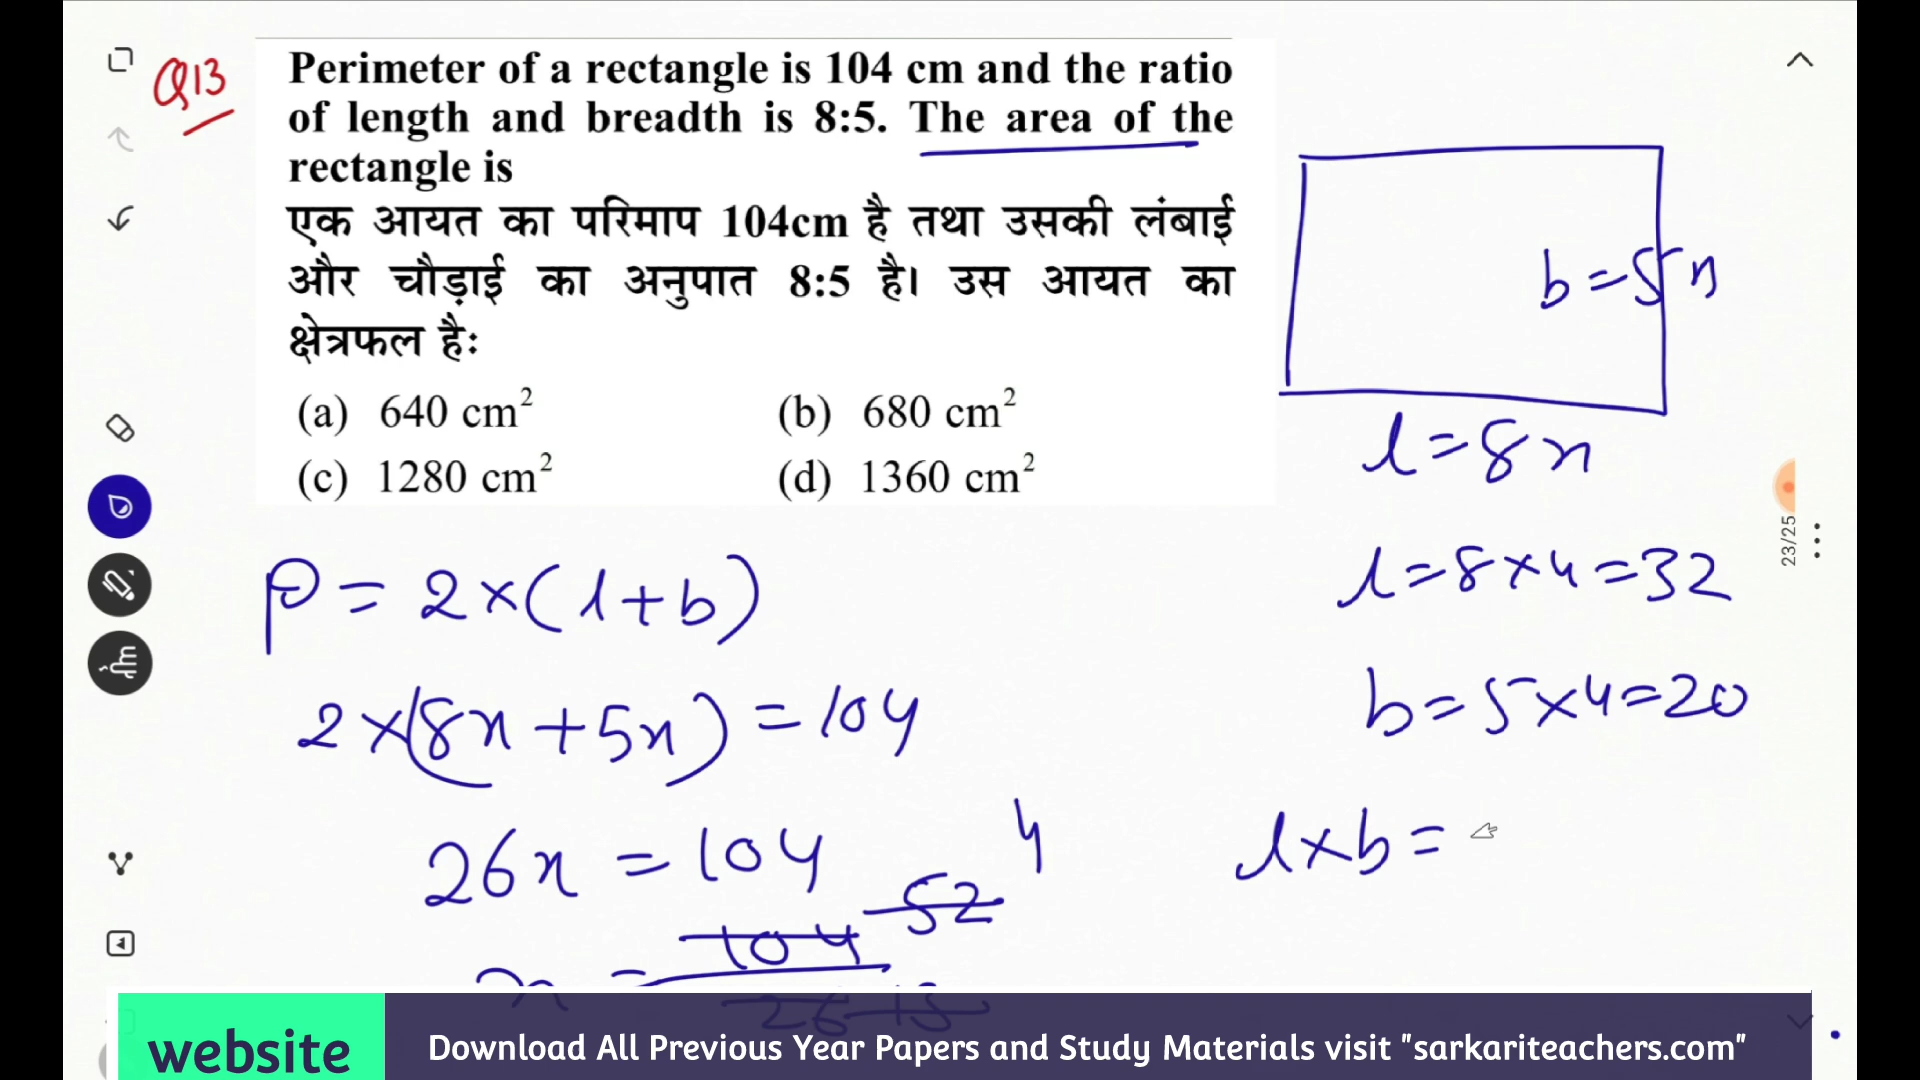 Q13
Perimeter of a rectangle is 104 cm and the ratio
of length and breadth is 8:5. The area of the
rectangle is
एक आयत का परिमाप 104cm है तथा उसकी लंबाई
और चौड़ाई का अनुपात 8:5 है। उस आयत का
क्षेत्रफल हैः
(a) 640 cm² (b) 680 cm²
(c) 1280 cm² (d) 1360 cm²
b=5x
l=8x
P=2×(l+b)
2×(8x+5x)=104
26x=104
x=104 52 4
26 13
l=8×4=32
b=5×4=20
l×b=
23/25
website
Download All Previous Year Papers and Study Materials visit "sarkariteachers.com"